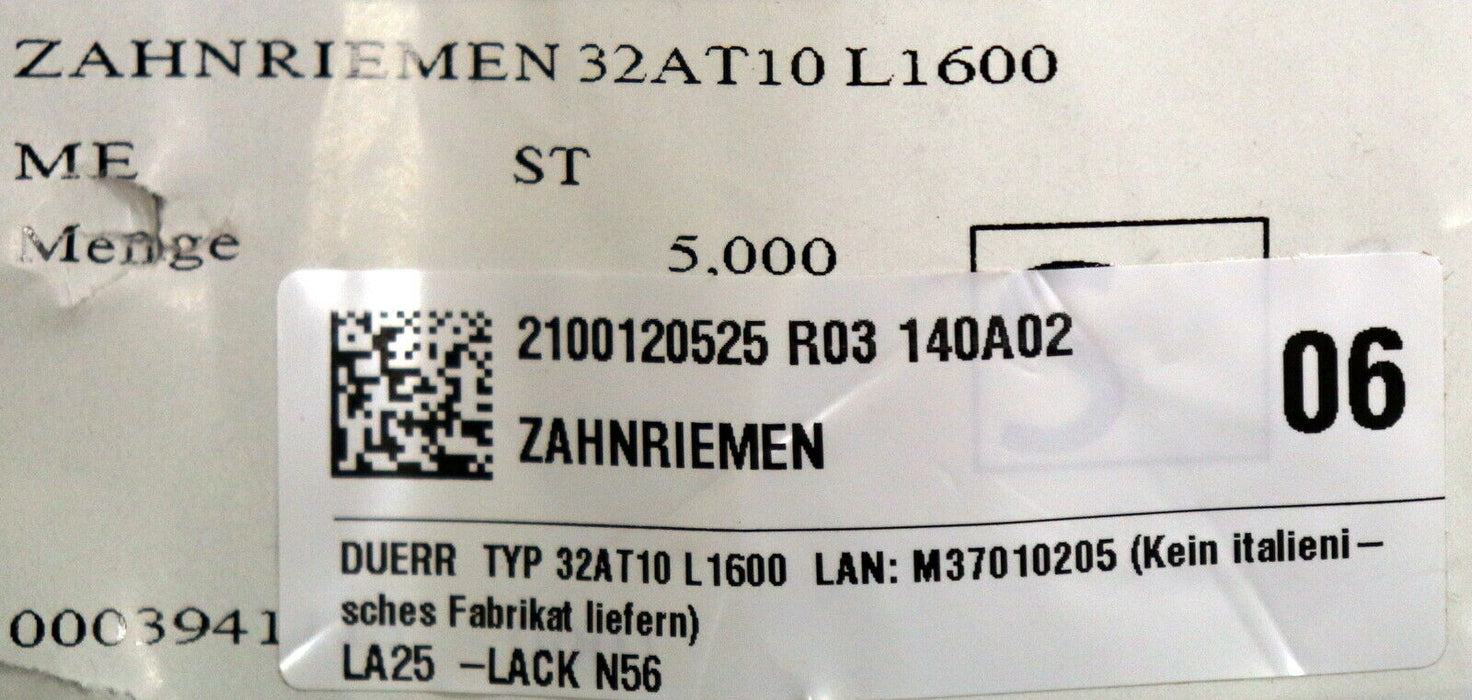 ZAHNRIEMEN 32AT10 L1600
ME ST
Menge 5,000
2100120525 R03 140A02
06
ZAHNRIEMEN
DUERR TYP 32AT10 L1600 LAN: M37010205 (Kein italieni-
sches Fabrikat liefern)
0003941
LA25 -LACK N56